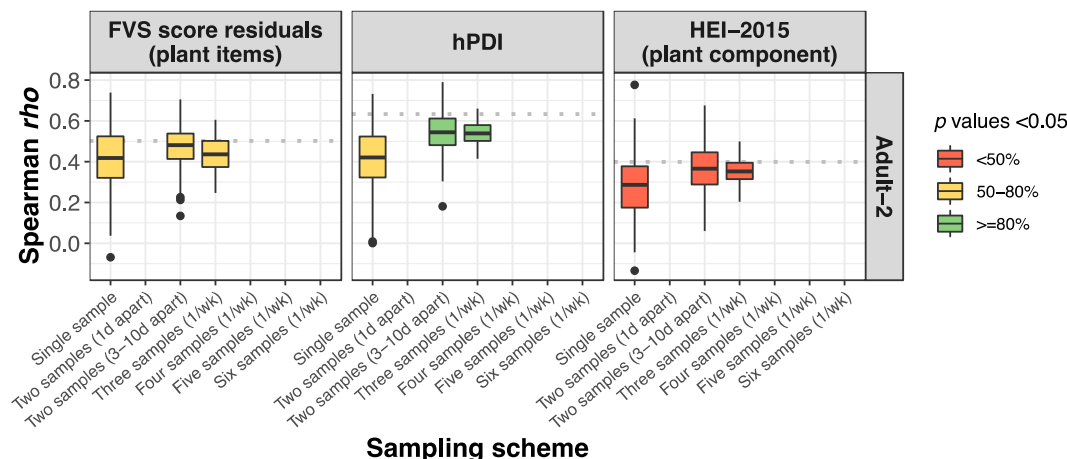 FVS score residuals
(plant items)
hPDI
HEI−2015
(plant component)
Spearman rho
0.8
0.6
0.4
0.2
0.0
Adult−2
p values <0.05
<50%
50−80%
>=80%
Single sample
Two samples (1d apart)
Two samples (3−10d apart)
Three samples (1/wk)
Four samples (1/wk)
Five samples (1/wk)
Six samples (1/wk)
Single sample
Two samples (1d apart)
Two samples (3−10d apart)
Three samples (1/wk)
Four samples (1/wk)
Five samples (1/wk)
Six samples (1/wk)
Single sample
Two samples (1d apart)
Two samples (3−10d apart)
Three samples (1/wk)
Four samples (1/wk)
Five samples (1/wk)
Six samples (1/wk)
Sampling scheme